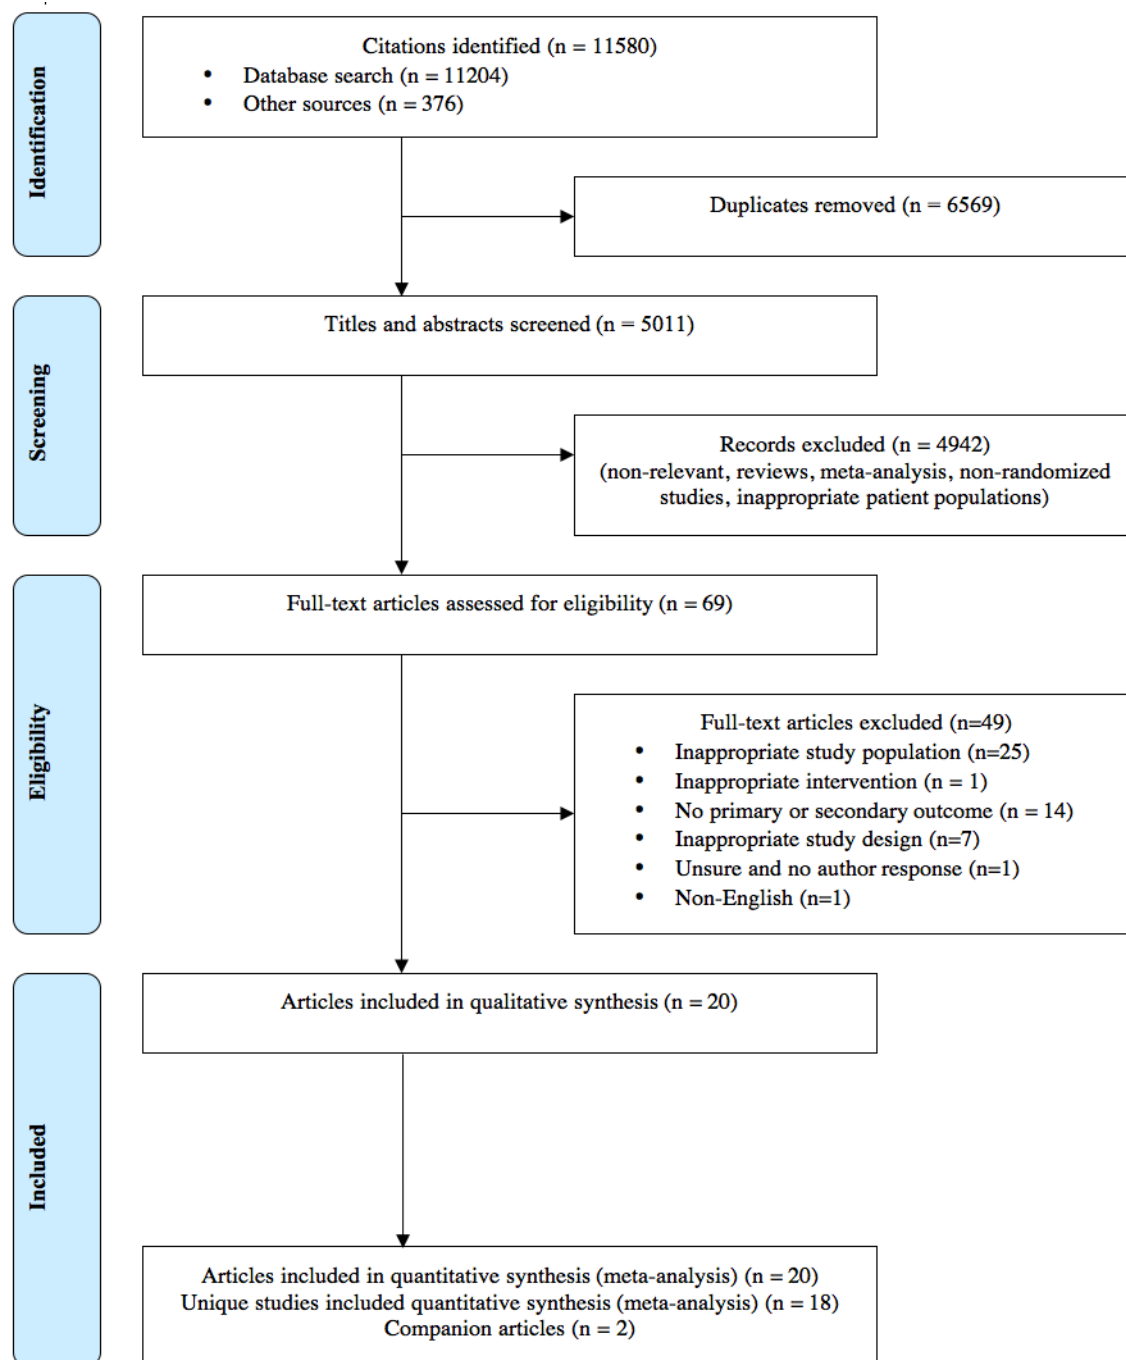 Identification
Citations identified (n = 11580)
• Database search (n = 11204)
• Other sources (n = 376)
Duplicates removed (n = 6569)
Screening
Titles and abstracts screened (n = 5011)
Records excluded (n = 4942)
(non-relevant, reviews, meta-analysis, non-randomized
studies, inappropriate patient populations)
Eligibility
Full-text articles assessed for eligibility (n = 69)
Full-text articles excluded (n=49)
• Inappropriate study population (n=25)
• Inappropriate intervention (n = 1)
• No primary or secondary outcome (n = 14)
• Inappropriate study design (n=7)
• Unsure and no author response (n=1)
• Non-English (n=1)
Included
Articles included in qualitative synthesis (n = 20)
Articles included in quantitative synthesis (meta-analysis) (n = 20)
Unique studies included quantitative synthesis (meta-analysis) (n = 18)
Companion articles (n = 2)